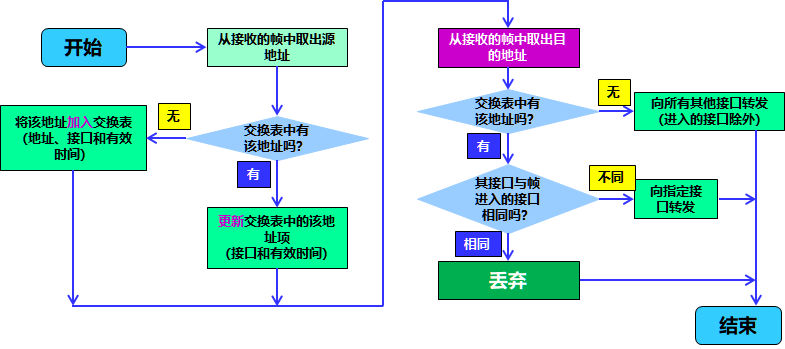 开始
从接收的帧中取出源
地址
交换表中有
该地址吗?
无
将该地址加入交换表
(地址、接口和有效
时间)
有
更新交换表中的该地
址项
(接口和有效时间)
从接收的帧中取出目
的地址
交换表中有
该地址吗?
无
向所有其他接口转发
(进入的接口除外)
有
其接口与帧
进入的接口
相同吗?
不同
向指定接
口转发
相同
丢弃
结束